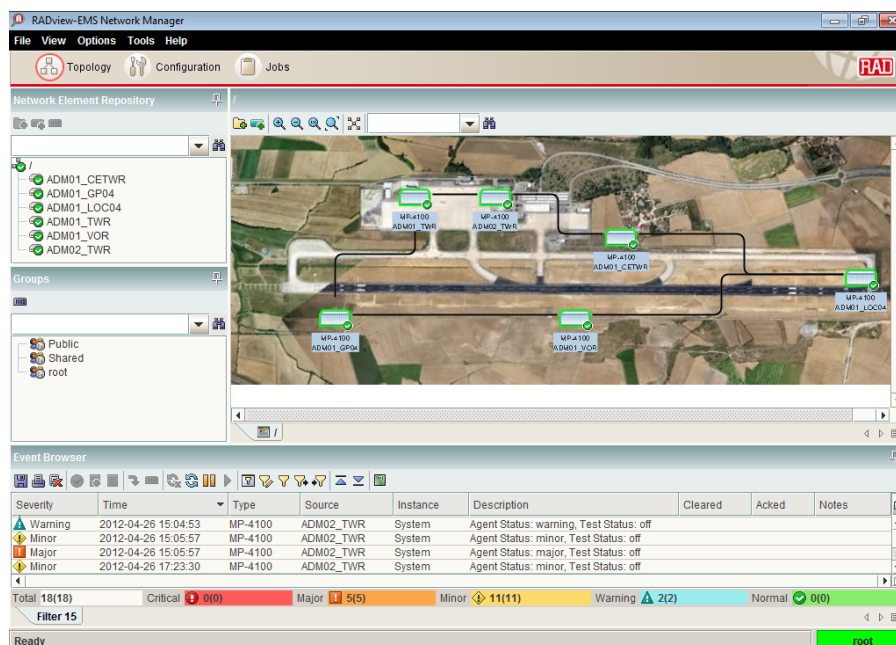 RADview-EMS Network Manager
File View Options Tools Help
Topology Configuration Jobs
RAD
Network Element Repository
/
/
ADM01_CETWR
ADM01_GP04
ADM01_LOC04
ADM01_TWR
ADM01_VOR
ADM02_TWR
MP-4100
ADM01_TWR
MP-4100
ADM02_TWR
MP-4100
ADM01_CETWR
MP-4100
ADM01_LOC04
MP-4100
ADM01_GP04
MP-4100
ADM01_VOR
Groups
Public
Shared
root
/
Event Browser
Severity Time Type Source Instance Description Cleared Acked Notes
Warning 2012-04-26 15:04:53 MP-4100 ADM02_TWR System Agent Status: warning, Test Status: off
Minor 2012-04-26 15:05:57 MP-4100 ADM02_TWR System Agent Status: minor, Test Status: off
Major 2012-04-26 15:05:57 MP-4100 ADM02_TWR System Agent Status: major, Test Status: off
Minor 2012-04-26 17:23:30 MP-4100 ADM02_TWR System Agent Status: minor, Test Status: off
Total 18(18) Critical 0(0) Major 5(5) Minor 11(11) Warning 2(2) Normal 0(0)
Filter 15
Ready root